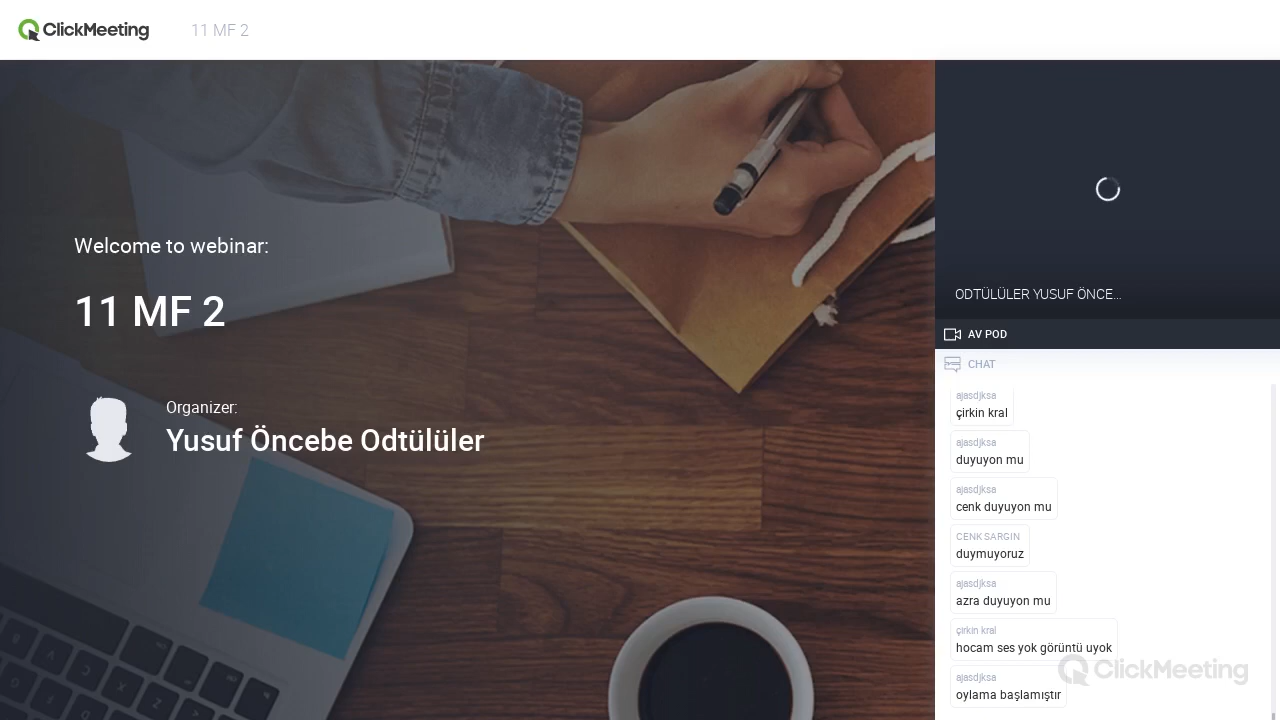 ClickMeeting
11 MF 2
Welcome to webinar:
11 MF 2
Organizer:
Yusuf Öncebe Odtülüler
ODTÜLÜLER YUSUF ÖNCE...
AV POD
CHAT
ajasdjksa
çirkin kral
ajasdjksa
duyuyon mu
ajasdjksa
cenk duyuyon mu
CENK SARGIN
duymuyoruz
ajasdjksa
azra duyuyon mu
çirkin kral
hocam ses yok görüntü uyok
ajasdjksa
oylama başlamıştır
ClickMeeting